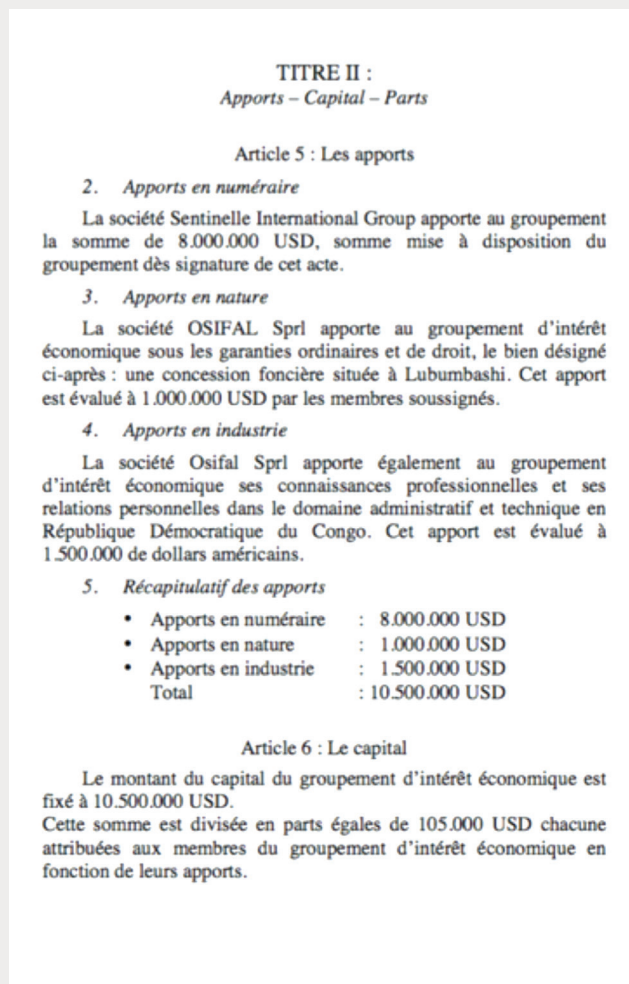 TITRE II :
Apports – Capital – Parts
Article 5 : Les apports
2. Apports en numéraire
La société Sentinelle International Group apporte au groupement
la somme de 8.000.000 USD, somme mise à disposition du
groupement dès signature de cet acte.
3. Apports en nature
La société OSIFAL Sprl apporte au groupement d'intérêt
économique sous les garanties ordinaires et de droit, le bien désigné
ci-après : une concession foncière située à Lubumbashi. Cet apport
est évalué à 1.000.000 USD par les membres soussignés.
4. Apports en industrie
La société Osifal Sprl apporte également au groupement
d'intérêt économique ses connaissances professionnelles et ses
relations personnelles dans le domaine administratif et technique en
République Démocratique du Congo. Cet apport est évalué à
1.500.000 de dollars américains.
5. Récapitulatif des apports
• Apports en numéraire : 8.000.000 USD
• Apports en nature : 1.000.000 USD
• Apports en industrie : 1.500.000 USD
Total : 10.500.000 USD
Article 6 : Le capital
Le montant du capital du groupement d'intérêt économique est
fixé à 10.500.000 USD.
Cette somme est divisée en parts égales de 105.000 USD chacune
attribuées aux membres du groupement d'intérêt économique en
fonction de leurs apports.